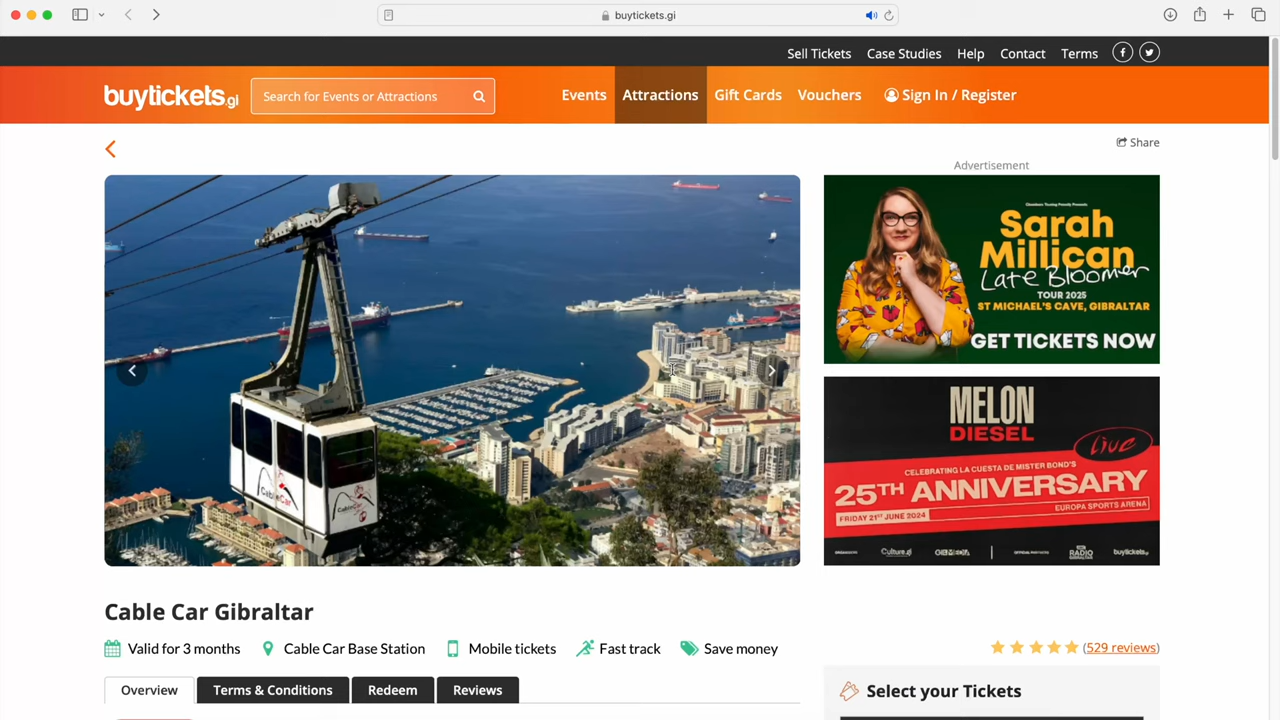 buytickets.gi
Sell Tickets Case Studies Help Contact Terms
buytickets.gi
Search for Events or Attractions
Events Attractions Gift Cards Vouchers Sign In / Register
Share
Advertisement
CableCar
CableCar
Sarah
Millican
Late Bloomer
TOUR 2025
ST MICHAEL'S CAVE, GIBRALTAR
GET TICKETS NOW
MELON
DIESEL
live
CELEBRATING LA CUESTA DE MISTER BOND'S
25TH ANNIVERSARY
FRIDAY 21ST JUNE 2024
EUROPA SPORTS ARENA
Culture.gi
RADIO
GIBRALTAR
buytickets.gi
Cable Car Gibraltar
Valid for 3 months Cable Car Base Station Mobile tickets Fast track Save money
(529 reviews)
Overview Terms & Conditions Redeem Reviews
Select your Tickets